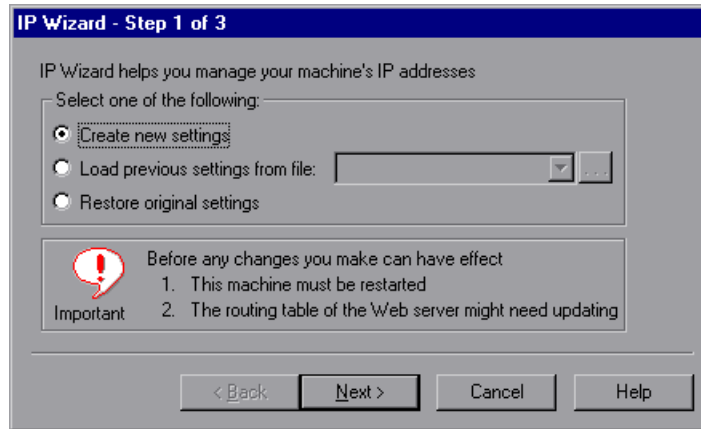 IP Wizard - Step 1 of 3
IP Wizard helps you manage your machine's IP addresses
Select one of the following:
Create new settings
Load previous settings from file:
...
Restore original settings
Before any changes you make can have effect
1. This machine must be restarted
Important
2. The routing table of the Web server might need updating
< Back
Next >
Cancel
Help